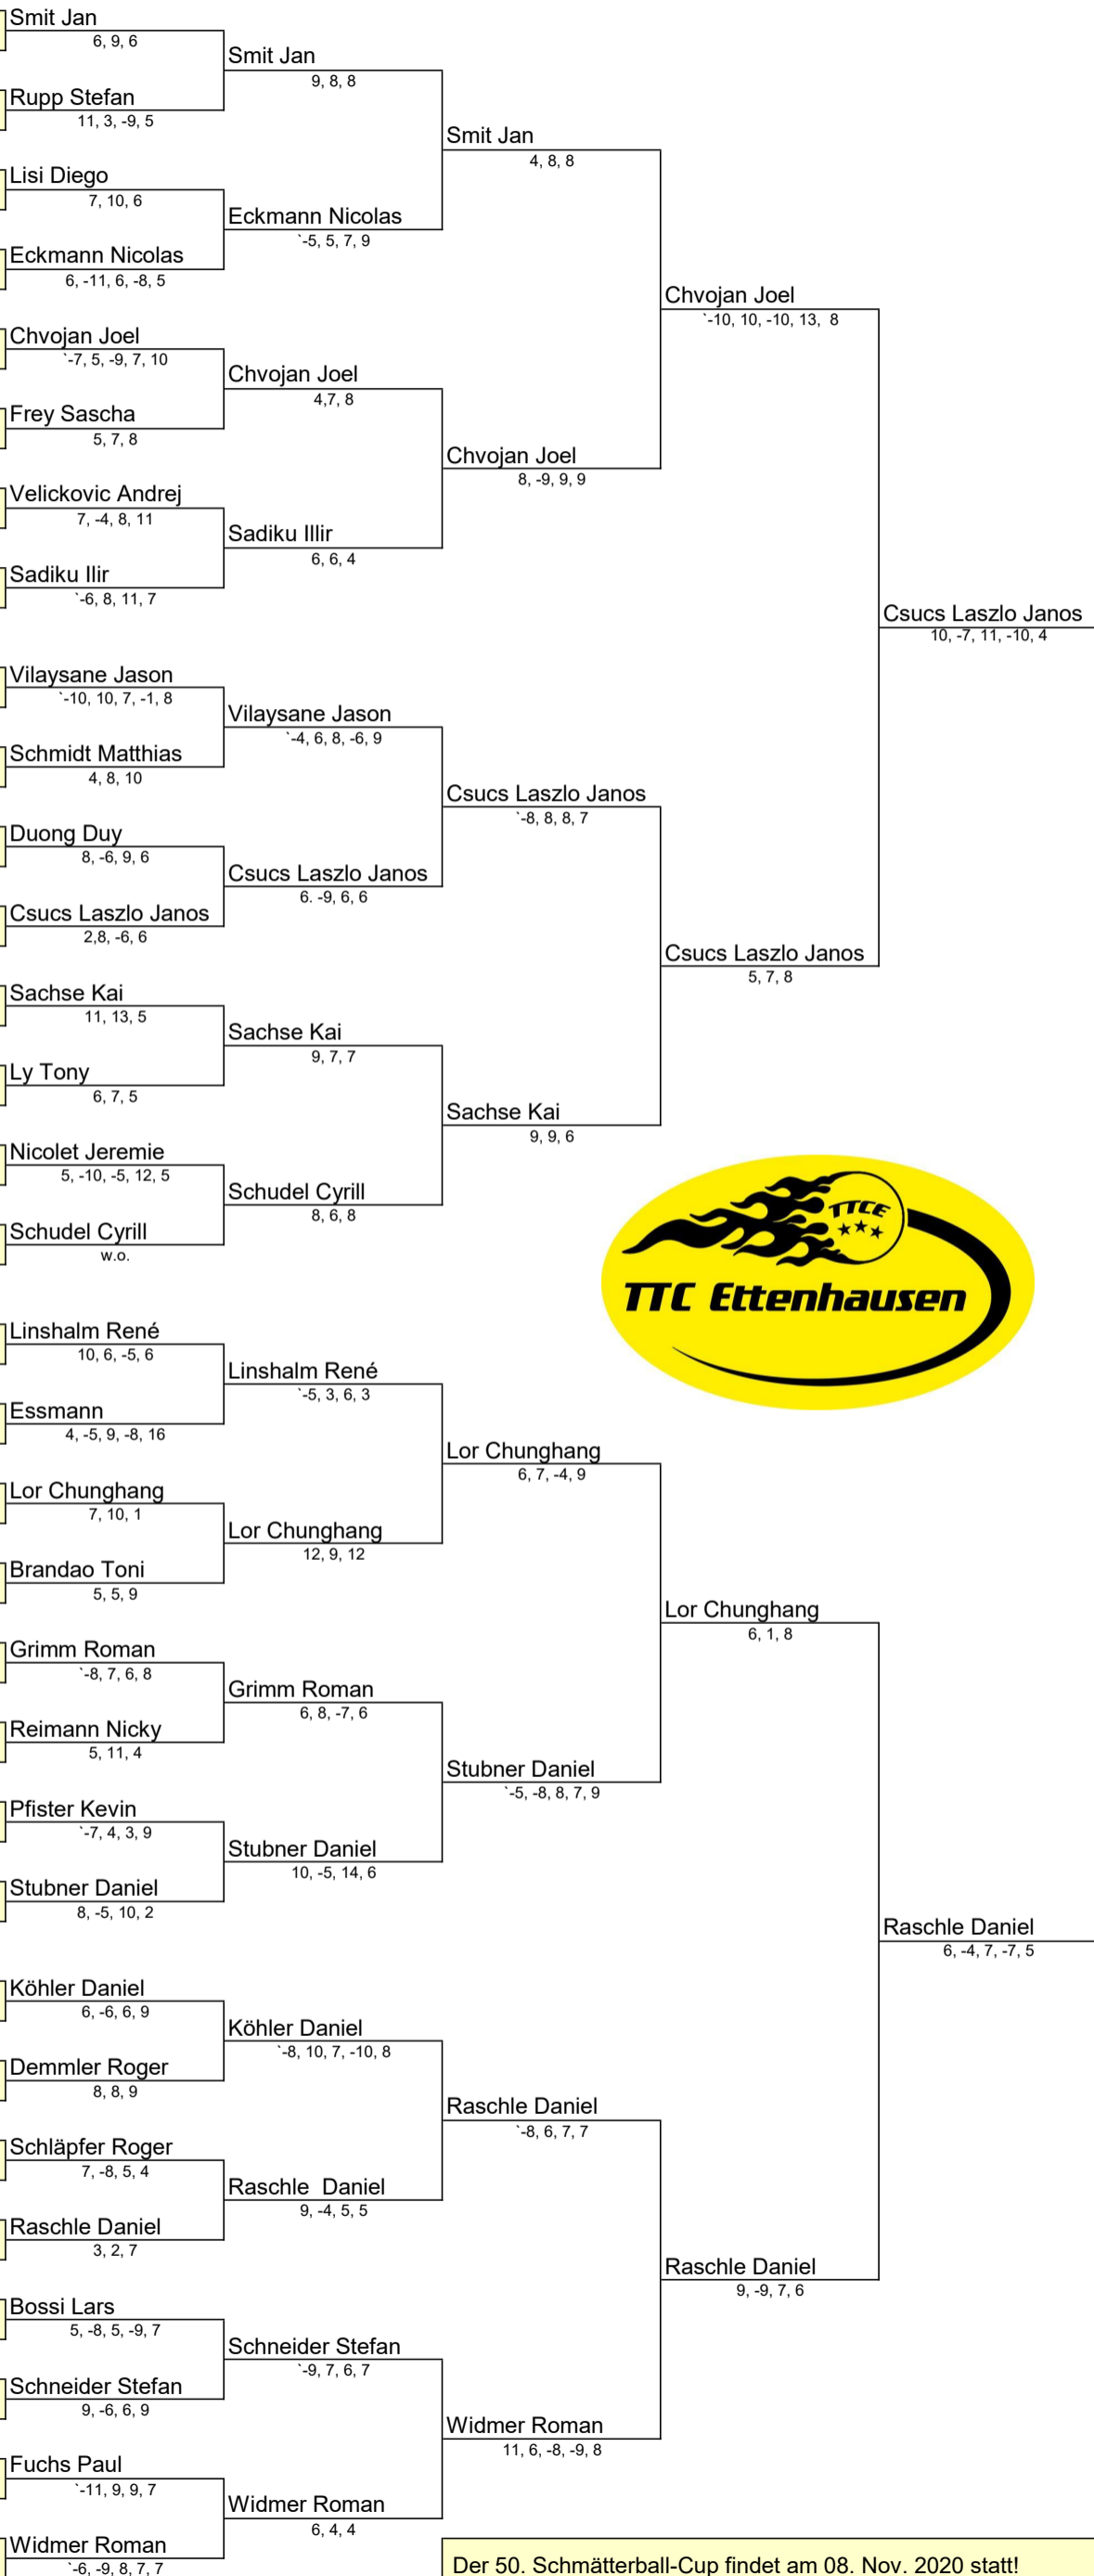 Smit Jan
6, 9, 6
Smit Jan
9, 8, 8
Rupp Stefan
11, 3, -9, 5
Smit Jan
4, 8, 8
Lisi Diego
7, 10, 6
Eckmann Nicolas
`-5, 5, 7, 9
Eckmann Nicolas
6, -11, 6, -8, 5
Chvojan Joel
`-10, 10, -10, 13,  8
Chvojan Joel
`-7, 5, -9, 7, 10
Chvojan Joel
4,7, 8
Frey Sascha
5, 7, 8
Chvojan Joel
8, -9, 9, 9
Velickovic Andrej
7, -4, 8, 11
Sadiku Illir
6, 6, 4
Sadiku Ilir
`-6, 8, 11, 7
Csucs Laszlo Janos
10, -7, 11, -10, 4
Vilaysane Jason
`-10, 10, 7, -1, 8
Vilaysane Jason
`-4, 6, 8, -6, 9
Schmidt Matthias
4, 8, 10
Csucs Laszlo Janos
`-8, 8, 8, 7
Duong Duy
8, -6, 9, 6
Csucs Laszlo Janos
6. -9, 6, 6
Csucs Laszlo Janos
2,8, -6, 6
Csucs Laszlo Janos
5, 7, 8
Sachse Kai
11, 13, 5
Sachse Kai
9, 7, 7
Ly Tony
6, 7, 5
Sachse Kai
9, 9, 6
Nicolet Jeremie
5, -10, -5, 12, 5
Schudel Cyrill
8, 6, 8
Schudel Cyrill
w.o.
TTCE
TTC Ettenhausen
Linshalm René
10, 6, -5, 6
Linshalm René
`-5, 3, 6, 3
Essmann
4, -5, 9, -8, 16
Lor Chunghang
6, 7, -4, 9
Lor Chunghang
7, 10, 1
Lor Chunghang
12, 9, 12
Brandao Toni
5, 5, 9
Lor Chunghang
6, 1, 8
Grimm Roman
`-8, 7, 6, 8
Grimm Roman
6, 8, -7, 6
Reimann Nicky
5, 11, 4
Stubner Daniel
`-5, -8, 8, 7, 9
Pfister Kevin
`-7, 4, 3, 9
Stubner Daniel
10, -5, 14, 6
Stubner Daniel
8, -5, 10, 2
Raschle Daniel
6, -4, 7, -7, 5
Köhler Daniel
6, -6, 6, 9
Köhler Daniel
`-8, 10, 7, -10, 8
Demmler Roger
8, 8, 9
Raschle Daniel
`-8, 6, 7, 7
Schläpfer Roger
7, -8, 5, 4
Raschle  Daniel
9, -4, 5, 5
Raschle Daniel
3, 2, 7
Raschle Daniel
9, -9, 7, 6
Bossi Lars
5, -8, 5, -9, 7
Schneider Stefan
`-9, 7, 6, 7
Schneider Stefan
9, -6, 6, 9
Widmer Roman
11, 6, -8, -9, 8
Fuchs Paul
`-11, 9, 9, 7
Widmer Roman
6, 4, 4
Widmer Roman
`-6, -9, 8, 7, 7
Der 50. Schmätterball-Cup findet am 08. Nov. 2020 statt!